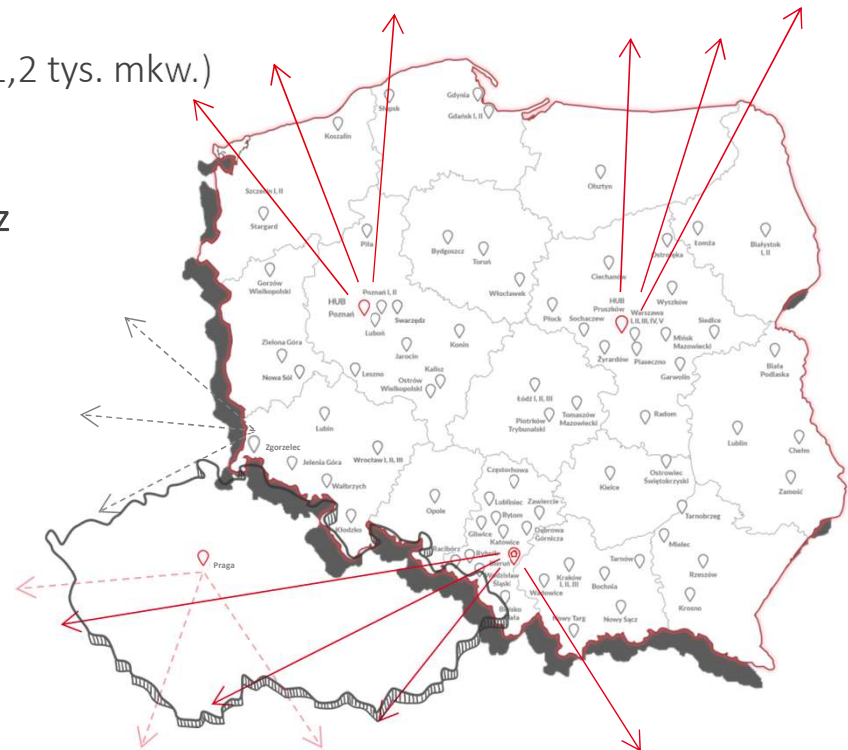 ,2 tys. mkw.)
z
Gdynia
Gdańsk I, II
Słupsk
Koszalin
Olsztyn
Szczecin I, II
Stargard
Piła
Bydgoszcz
Toruń
Ostrołęka
Łomża
Białystok
I, II
Gorzów
Wielkopolski
Włocławek
Ciechanów
Wyszków
HUB
Poznań
Poznań I, II
Swarzędz
Luboń
Płock
Sochaczew
HUB
Pruszków
Warszawa
I, II, III, IV, V
Siedlce
Mińsk
Mazowiecki
Zielona Góra
Nowa Sól
Leszno
Jarocin
Konin
Kalisz
Ostrów
Wielkopolski
Żyrardów
Piaseczno
Garwolin
Biała
Podlaska
Łódź I, II, III
Piotrków
Trybunalski
Tomaszów
Mazowiecki
Radom
Lublin
Chełm
Zamość
Lubin
Zgorzelec
Jelenia Góra
Wrocław I, II, III
Wałbrzych
Kłodzko
Opole
Częstochowa
Lubliniec
Zawiercie
Bytom
Gliwice
Katowice
Dąbrowa
Górnicza
Kielce
Ostrowiec
Świętokrzyski
Tarnobrzeg
Racibórz
Rybnik
Bieruń
Wodzisław
Śląski
Bielsko
Biała
Wadowice
Kraków
I, II, III
Bochnia
Tarnów
Mielec
Rzeszów
Krosno
Nowy Targ
Nowy Sącz
Praga